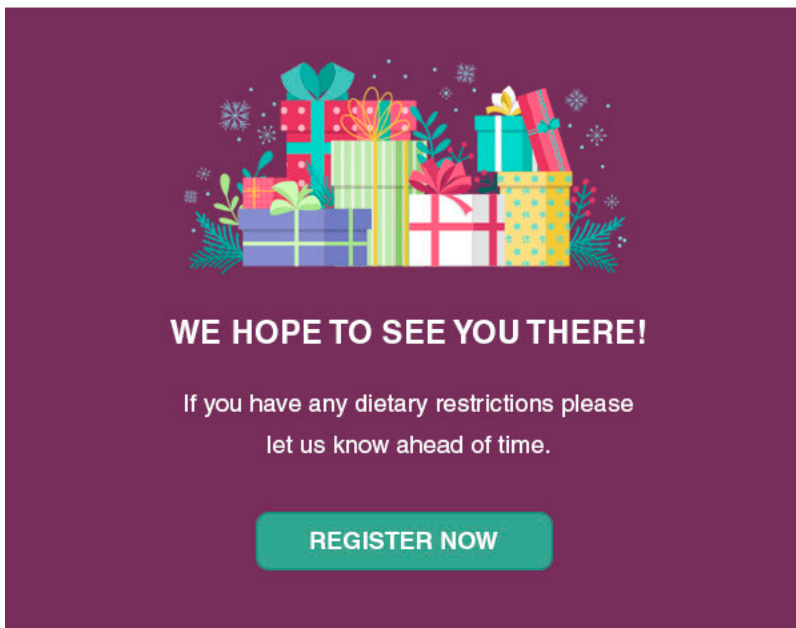 WE HOPE TO SEE YOU THERE!
If you have any dietary restrictions please
let us know ahead of time.
REGISTER NOW